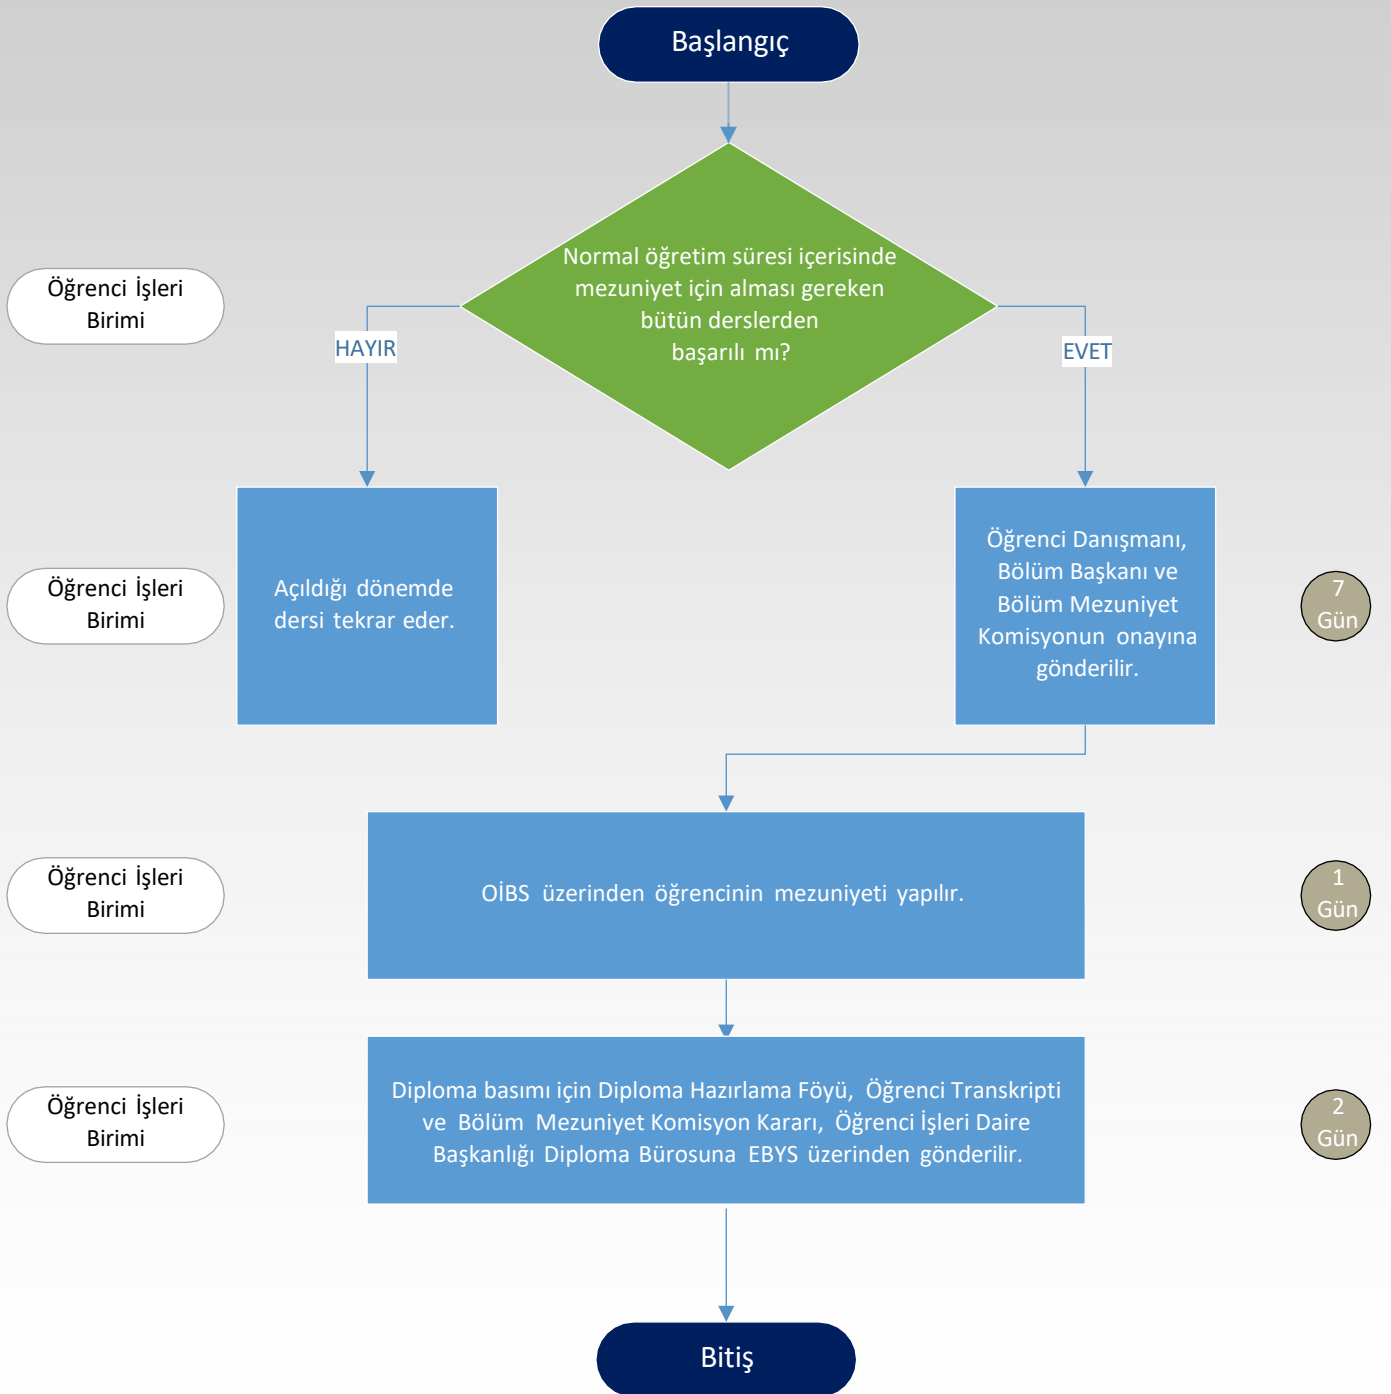 Başlangıç
Normal öğretim süresi içerisinde
mezuniyet için alması gereken
bütün derslerden
başarılı mı?
Öğrenci İşleri
Birimi
HAYIR
EVET
Öğrenci İşleri
Birimi
Açıldığı dönemde
dersi tekrar eder.
Öğrenci Danışmanı,
Bölüm Başkanı ve
Bölüm Mezuniyet
Komisyonun onayına
gönderilir.
7
Gün
Öğrenci İşleri
Birimi
OİBS üzerinden öğrencinin mezuniyeti yapılır.
1
Gün
Öğrenci İşleri
Birimi
Diploma basımı için Diploma Hazırlama Föyü, Öğrenci Transkripti
ve Bölüm Mezuniyet Komisyon Kararı, Öğrenci İşleri Daire
Başkanlığı Diploma Bürosuna EBYS üzerinden gönderilir.
2
Gün
Bitiş